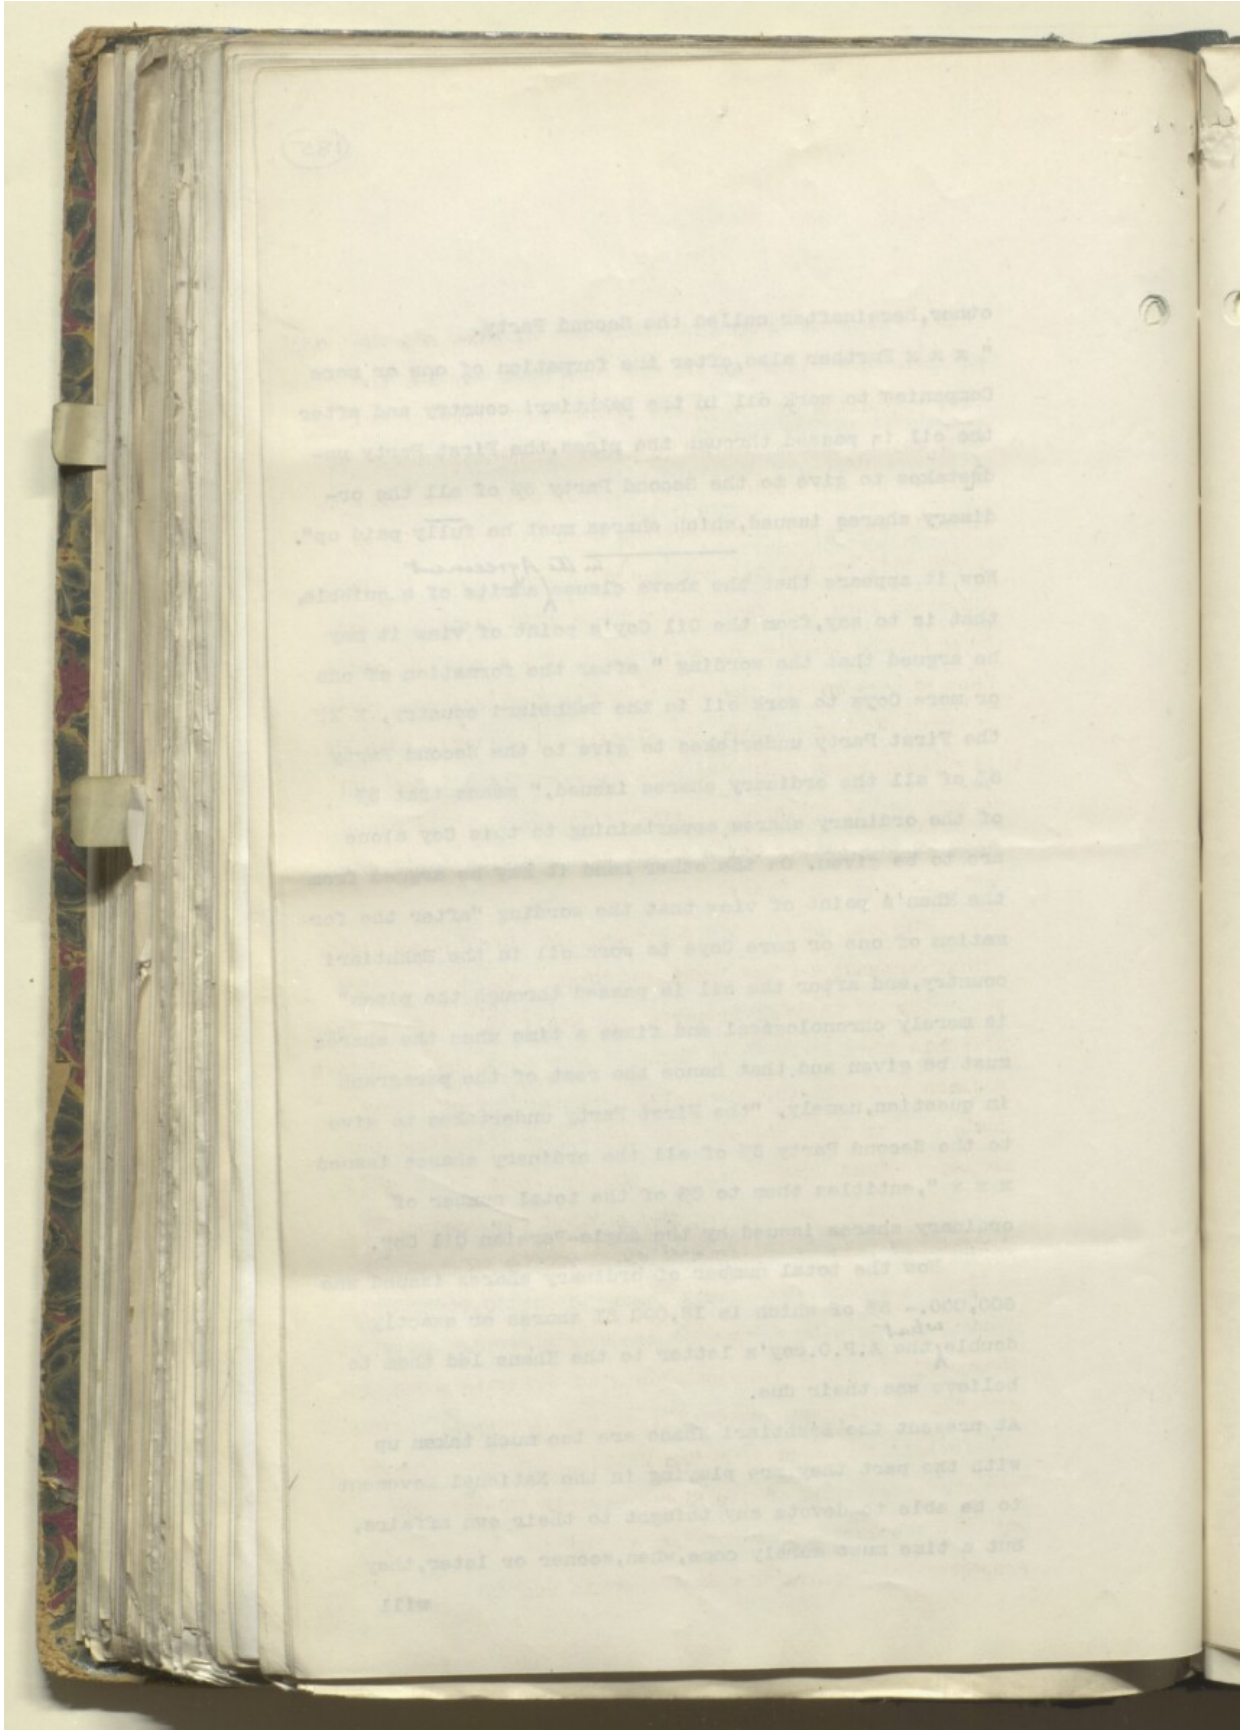 (185)
other, hereinafter called the Second Party.
" x x x Further also, after the formation of one or more
Companies to work oil in the Bakhtiari country and after
the oil is passed through the pipes, the First Party un-
dertakes to give to the Second Party 3% of all the or-
dinary shares issued, which shares must be fully paid up".
in the Agreement
Now it appears that the above clause admits of a quibble,
that is to say, from the Oil Coy's point of view it may
be argued that the wording " after the formation of one
or more Coys to work oil in the Bakhtiari country,
the First Party undertakes to give to the Second Party
3% of all the ordinary shares issued," means that 3%
of the ordinary shares appertaining to this Coy alone
are to be given. On the other hand it may be argued from
the Khan's point of view that the wording "after the for-
mation of one or more Coys to work oil in the Bakhtiari
country, and after the oil is passed through the pipes"
is merely chronological and fixes a time when the shares
must be given and that hence the rest of the paragraph
in question, namely, "the First Party undertakes to give
to the Second Party 3% of all the ordinary shares issued
x x x ", entitles them to 3% of the total number of
ordinary shares issued by the Anglo-Persian Oil Coy.
Now the total number of ordinary shares issued was
600,000.- 3% of which is 18,000 £1 shares or exactly
what
double the A.P.O.Coy's letter to the Khans led them to
believe was their due.
At present the Bakhtiari Khans are too much taken up
with the part they are playing in the National Movement
to be able to devote any thought to their own affairs,
but a time must surely come, when, sooner or later, they
will